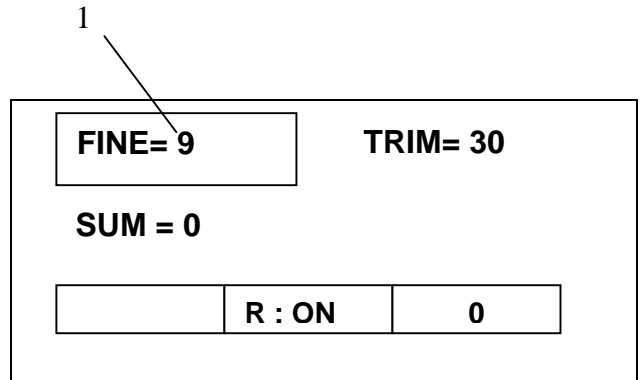 1
FINE= 9 TRIM= 30
SUM = 0
R : ON 0